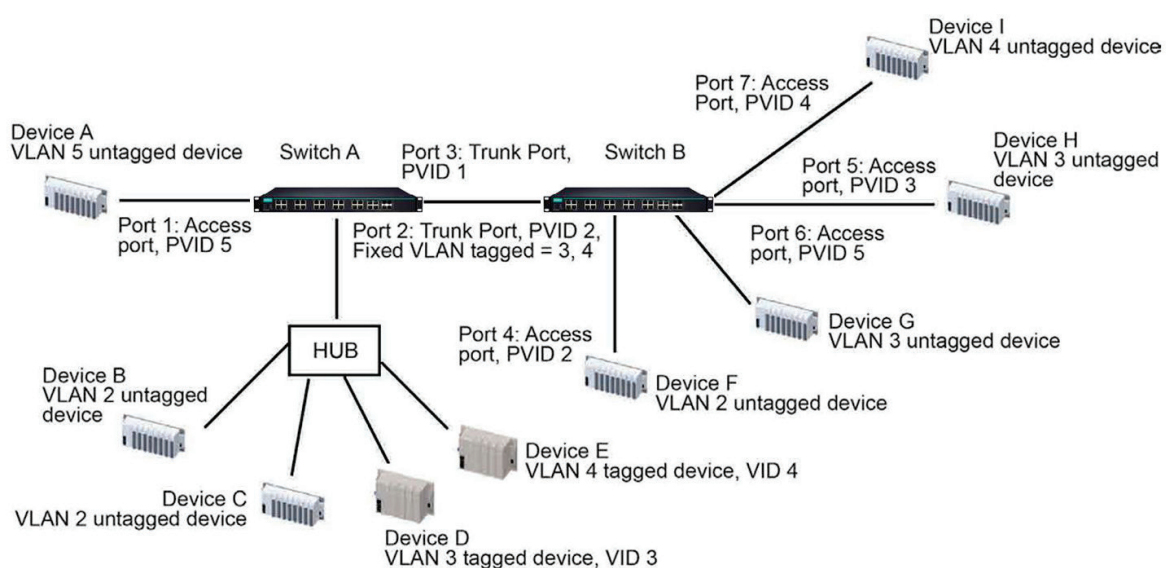 Device I
VLAN 4 untagged device
Port 7: Access
Port, PVID 4
Device A
VLAN 5 untagged device
Switch A
Port 3: Trunk Port,
PVID 1
Switch B
Device H
VLAN 3 untagged
device
Port 5: Access
port, PVID 3
Port 1: Access
port, PVID 5
Port 2: Trunk Port, PVID 2,
Fixed VLAN tagged = 3, 4
Port 6: Access
port, PVID 5
Device G
VLAN 3 untagged device
HUB
Port 4: Access
port, PVID 2
Device B
VLAN 2 untagged
device
Device F
VLAN 2 untagged device
Device E
VLAN 4 tagged device, VID 4
Device C
VLAN 2 untagged device
Device D
VLAN 3 tagged device, VID 3